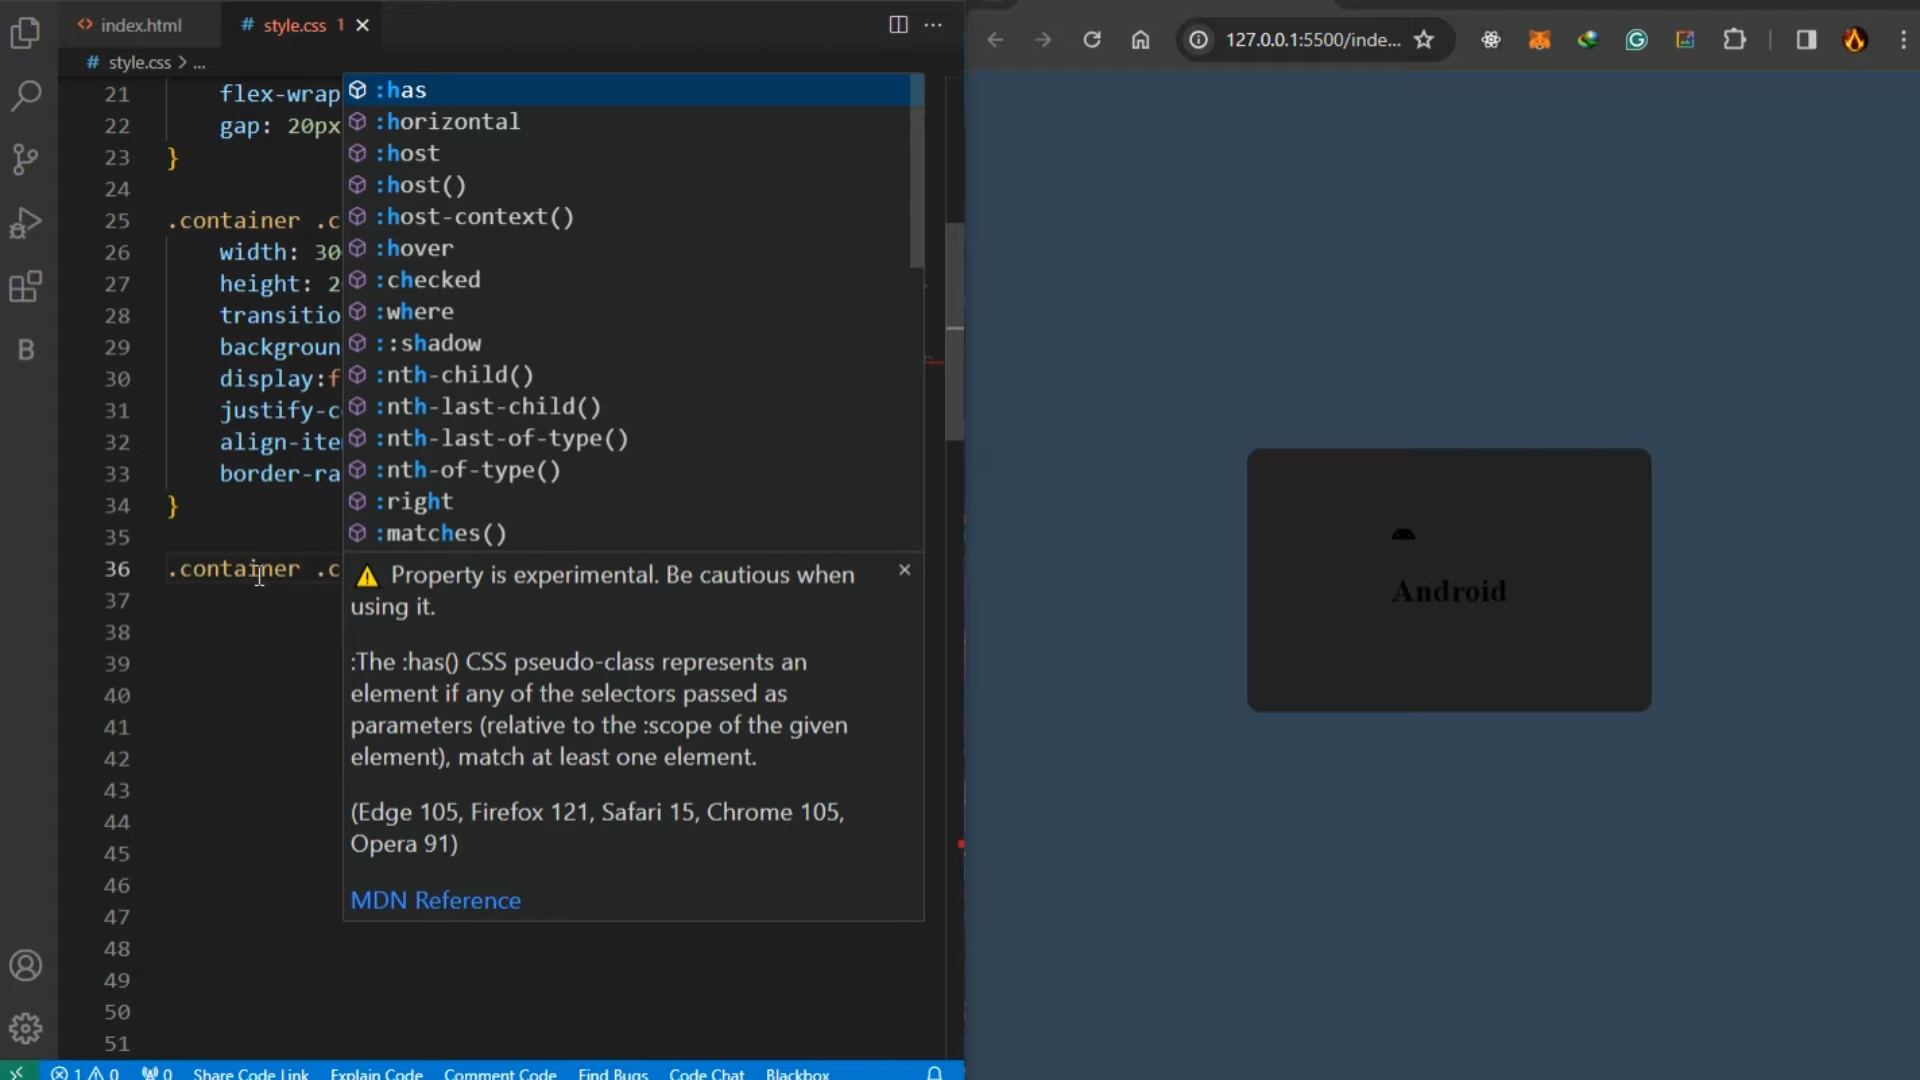 index.html
style.css 1
style.css > ...
127.0.0.1:5500/inde...
21 flex-wrap
22 gap: 20px
23 }
24
25 .container .c
26 width: 30
27 height: 2
28 transitio
29 backgroun
30 display:f
31 justify-c
32 align-ite
33 border-ra
34 }
35
36 .container .c
37
38
39
40
41
42
43
44
45
46
47
48
49
50
51
:has
:horizontal
:host
:host()
:host-context()
:hover
:checked
:where
::shadow
:nth-child()
:nth-last-child()
:nth-last-of-type()
:nth-of-type()
:right
:matches()
⚠ Property is experimental. Be cautious when
using it.
:The :has() CSS pseudo-class represents an
element if any of the selectors passed as
parameters (relative to the :scope of the given
element), match at least one element.
(Edge 105, Firefox 121, Safari 15, Chrome 105,
Opera 91)
MDN Reference
B
1 0 0 Share Code Link Explain Code Comment Code Find Bugs Code Chat Blackbox
Android